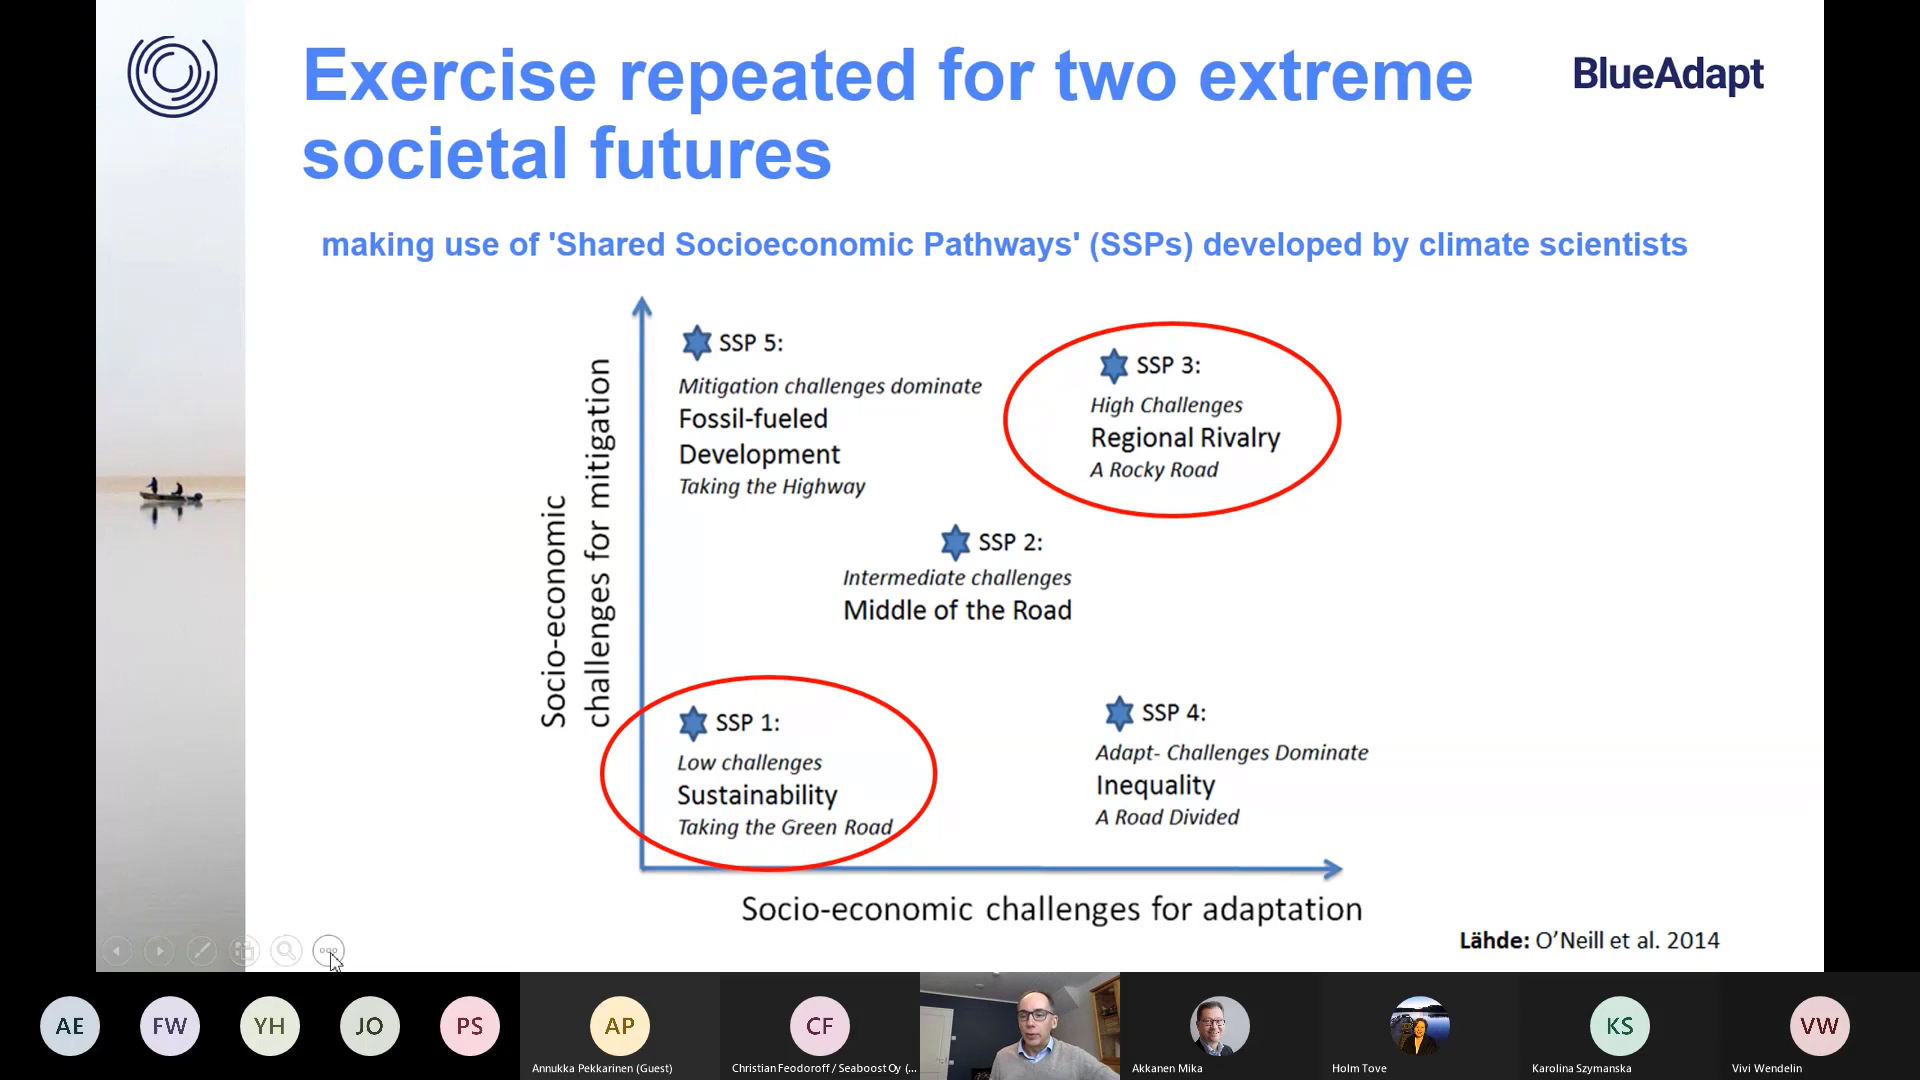 Exercise repeated for two extreme
societal futures
BlueAdapt
making use of 'Shared Socioeconomic Pathways' (SSPs) developed by climate scientists
Socio-economic
challenges for mitigation
SSP 5:
Mitigation challenges dominate
Fossil-fueled
Development
Taking the Highway
SSP 3:
High Challenges
Regional Rivalry
A Rocky Road
SSP 2:
Intermediate challenges
Middle of the Road
SSP 1:
Low challenges
Sustainability
Taking the Green Road
SSP 4:
Adapt- Challenges Dominate
Inequality
A Road Divided
Socio-economic challenges for adaptation
Lähde: O'Neill et al. 2014
AE
FW
YH
JO
PS
AP
Annukka Pekkarinen (Guest)
CF
Christian Feodoroff / Seaboost Oy (...
Akkanen Mika
Holm Tove
KS
Karolina Szymanska
VW
Vivi Wendelin